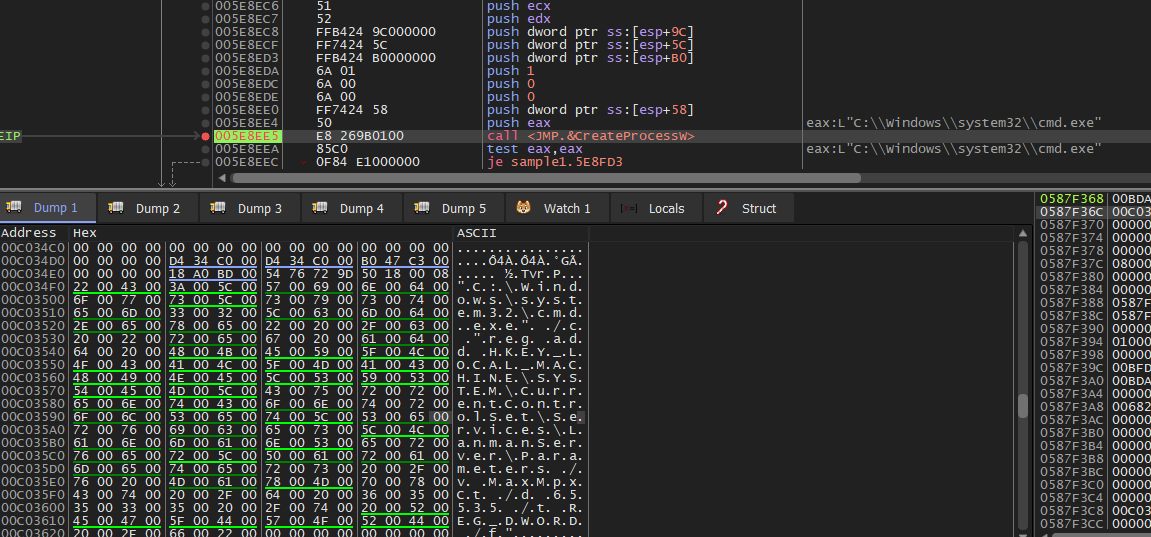 005E8EC6 51 push ecx
005E8EC7 52 push edx
005E8EC8 FFB424 9C000000 push dword ptr ss:[esp+9C]
005E8ECF FF7424 5C push dword ptr ss:[esp+5C]
005E8ED3 FFB424 B0000000 push dword ptr ss:[esp+B0]
005E8EDA 6A 01 push 1
005E8EDC 6A 00 push 0
005E8EDE 6A 00 push 0
005E8EE0 FF7424 58 push dword ptr ss:[esp+58]
005E8EE4 50 push eax eax:L"C:\\Windows\\system32\\cmd.exe"
EIP 005E8EE5 E8 269B0100 call <JMP.&CreateProcessW>
005E8EEA 85C0 test eax,eax eax:L"C:\\Windows\\system32\\cmd.exe"
005E8EEC 0F84 E1000000 je sample1.5E8FD3
Dump 1 Dump 2 Dump 3 Dump 4 Dump 5 Watch 1 Locals Struct
Address Hex ASCII
00C034C0 00 00 00 00 00 00 00 00 00 00 00 00 00 00 00 00 ................
00C034D0 00 00 00 00 D4 34 C0 00 D4 34 C0 00 B0 47 C3 00 ....Ô4À.Ô4À.°GÃ.
00C034E0 00 00 00 00 18 A0 BD 00 54 76 72 9D 50 18 00 08 ..... ½.Tvr.P...
00C034F0 22 00 43 00 3A 00 5C 00 57 00 69 00 6E 00 64 00 ".C.:.\.W.i.n.d.
00C03500 6F 00 77 00 73 00 5C 00 73 00 79 00 73 00 74 00 o.w.s.\.s.y.s.t.
00C03510 65 00 6D 00 33 00 32 00 5C 00 63 00 6D 00 64 00 e.m.3.2.\.c.m.d.
00C03520 2E 00 65 00 78 00 65 00 22 00 20 00 2F 00 63 00 ..e.x.e.". ./.c.
00C03530 20 00 22 00 72 00 65 00 67 00 20 00 61 00 64 00  .".r.e.g. .a.d.
00C03540 64 00 20 00 48 00 4B 00 45 00 59 00 5F 00 4C 00 d. .H.K.E.Y._.L.
00C03550 4F 00 43 00 41 00 4C 00 5F 00 4D 00 41 00 43 00 O.C.A.L._.M.A.C.
00C03560 48 00 49 00 4E 00 45 00 5C 00 53 00 59 00 53 00 H.I.N.E.\.S.Y.S.
00C03570 54 00 45 00 4D 00 5C 00 43 00 75 00 72 00 72 00 T.E.M.\.C.u.r.r.
00C03580 65 00 6E 00 74 00 43 00 6F 00 6E 00 74 00 72 00 e.n.t.C.o.n.t.r.
00C03590 6F 00 6C 00 53 00 65 00 74 00 5C 00 53 00 65 00 o.l.S.e.t.\.S.e.
00C035A0 72 00 76 00 69 00 63 00 65 00 73 00 5C 00 4C 00 r.v.i.c.e.s.\.L.
00C035B0 61 00 6E 00 6D 00 61 00 6E 00 53 00 65 00 72 00 a.n.m.a.n.S.e.r.
00C035C0 76 00 65 00 72 00 5C 00 50 00 61 00 72 00 61 00 v.e.r.\.P.a.r.a.
00C035D0 6D 00 65 00 74 00 65 00 72 00 73 00 20 00 2F 00 m.e.t.e.r.s. ./.
00C035E0 76 00 20 00 4D 00 61 00 78 00 4D 00 70 00 78 00 v. .M.a.x.M.p.x.
00C035F0 43 00 74 00 20 00 2F 00 64 00 20 00 36 00 35 00 C.t. ./.d. .6.5.
00C03600 35 00 33 00 35 00 20 00 2F 00 74 00 20 00 52 00 5.3.5. ./.t. .R.
00C03610 45 00 47 00 5F 00 44 00 57 00 4F 00 52 00 44 00 E.G._.D.W.O.R.D.
00C03620 20 00 2F 00 66 00 22 00 00 00 00 00 00 00 00 00  ./.f.".........
0587F368 00BDA
0587F36C 00C03
0587F370 00000
0587F374 00000
0587F378 00000
0587F37C 08000
0587F380 00000
0587F384 00000
0587F388 0587F
0587F38C 0587F
0587F390 00000
0587F394 01000
0587F398 00000
0587F39C 00BFD
0587F3A0 00BDA
0587F3A4 00000
0587F3A8 00682
0587F3AC 00000
0587F3B0 00000
0587F3B4 00000
0587F3B8 00000
0587F3BC 00000
0587F3C0 00000
0587F3C4 00000
0587F3C8 00C03
0587F3CC 00000